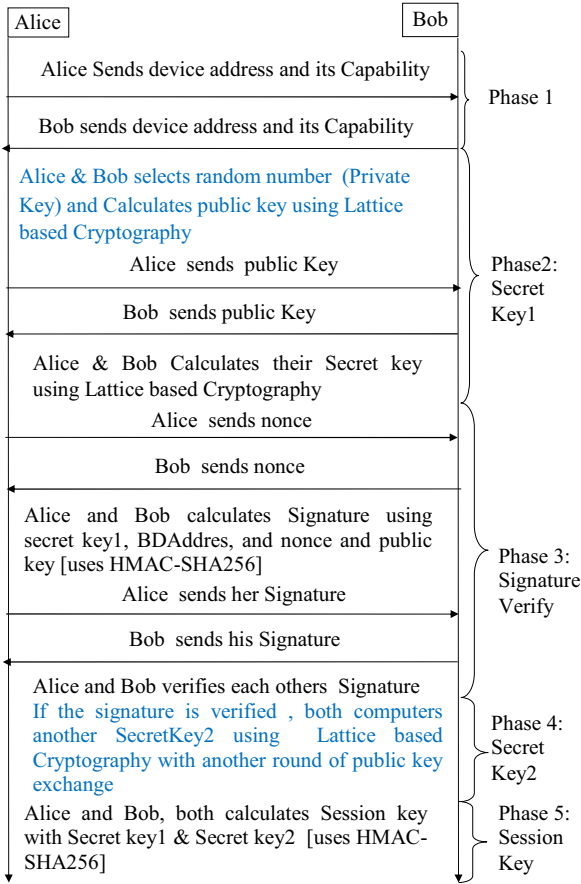 Alice
Bob
Alice Sends device address and its Capability
Phase 1
Bob sends device address and its Capability
Alice & Bob selects random number (Private
Key) and Calculates public key using Lattice
based Cryptography
Alice sends public Key
Phase2:
Secret
Key1
Bob sends public Key
Alice & Bob Calculates their Secret key
using Lattice based Cryptography
Alice sends nonce
Bob sends nonce
Alice and Bob calculates Signature using
secret key1, BDAddres, and nonce and public
key [uses HMAC-SHA256]
Phase 3:
Signature
Verify
Alice sends her Signature
Bob sends his Signature
Alice and Bob verifies each others Signature
If the signature is verified , both computers
another SecretKey2 using Lattice based
Cryptography with another round of public key
exchange
Phase 4:
Secret
Key2
Alice and Bob, both calculates Session key
with Secret key1 & Secret key2 [uses HMAC-
SHA256]
Phase 5:
Session
Key